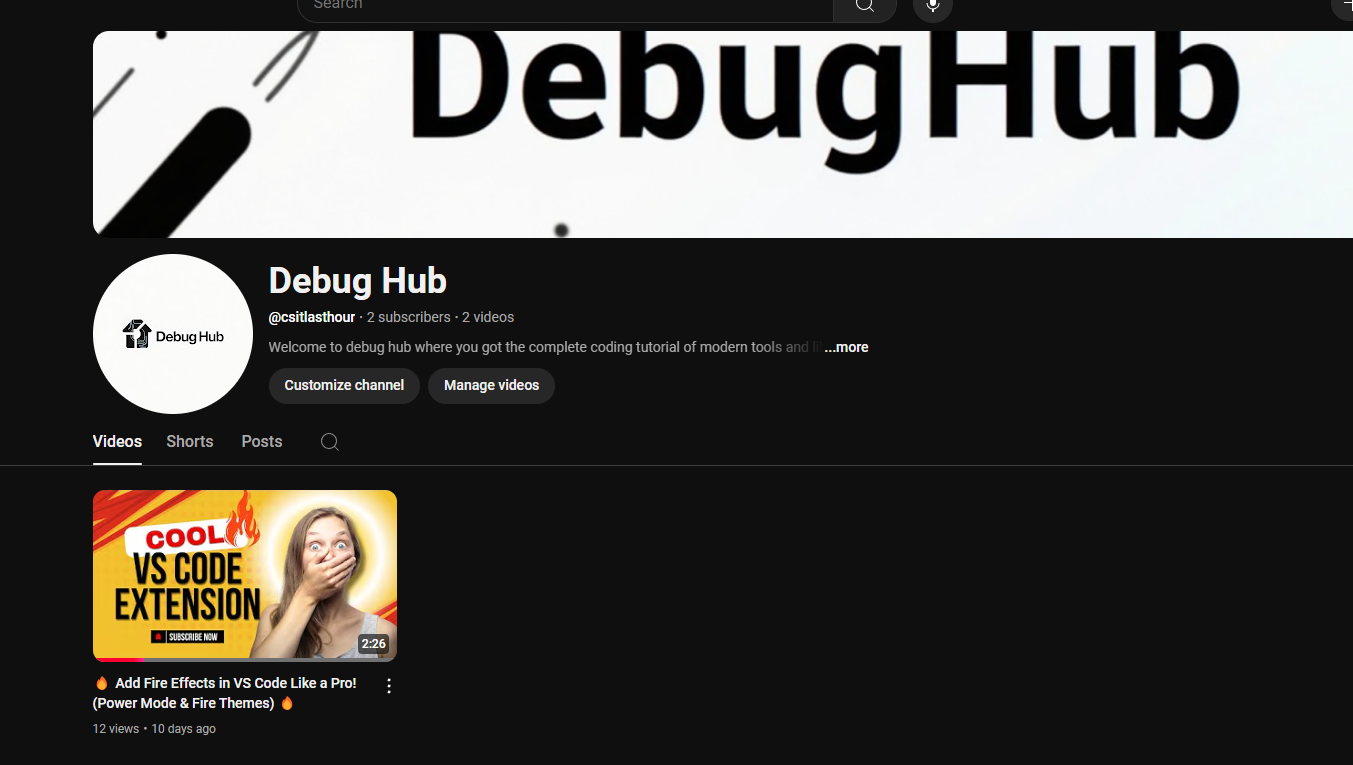 Search
DebugHub
Debug Hub
Debug Hub
@csitlasthour · 2 subscribers · 2 videos
Welcome to debug hub where you got the complete coding tutorial of modern tools and ...more
Customize channel
Manage videos
Videos
Shorts
Posts
COOL
VS CODE
EXTENSION
SUBSCRIBE NOW
2:26
🔥 Add Fire Effects in VS Code Like a Pro!
(Power Mode & Fire Themes) 🔥
12 views • 10 days ago